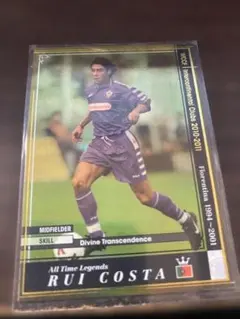 WCCF Intercontinental Clubs 2010-2011
Fiorentina 1994~2001
MIDFIELDER
SKILL
Divine Transcendence
All Time Legends
RUI COSTA